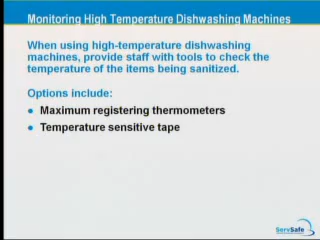 Monitoring High Temperature Dishwashing Machines
When using high-temperature dishwashing
machines, provide staff with tools to check the
temperature of the items being sanitized.
Options include:
● Maximum registering thermometers
● Temperature sensitive tape
ServSafe